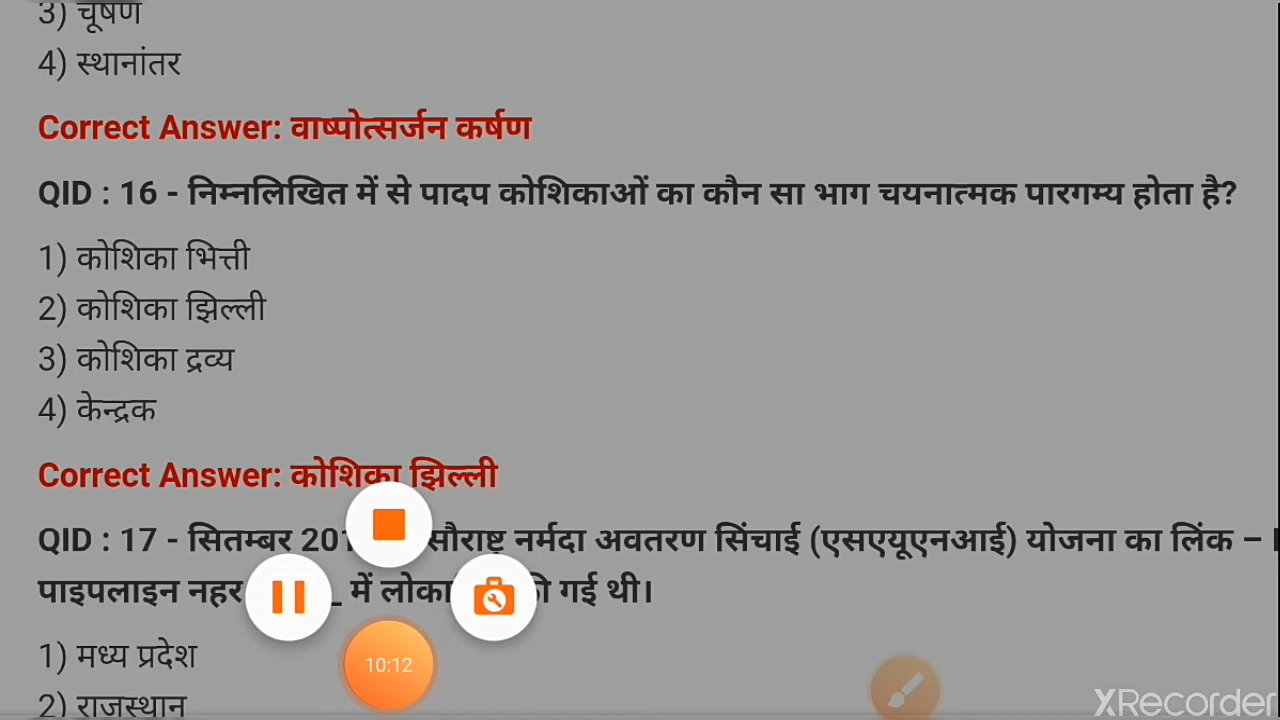 3) चूषण
4) स्थानांतर
Correct Answer: वाष्पोत्सर्जन कर्षण
QID : 16 - निम्नलिखित में से पादप कोशिकाओं का कौन सा भाग चयनात्मक पारगम्य होता है?
1) कोशिका भित्ती
2) कोशिका झिल्ली
3) कोशिका द्रव्य
4) केन्द्रक
Correct Answer: कोशिका झिल्ली
QID : 17 - सितम्बर सौराष्ट्र नर्मदा अवतरण सिंचाई (एसएयूएनआई) योजना का लिंक –
पाइपलाइन नहर में गई थी।
1) मध्य प्रदेश
10:12
2) राजस्थान
XRecorder